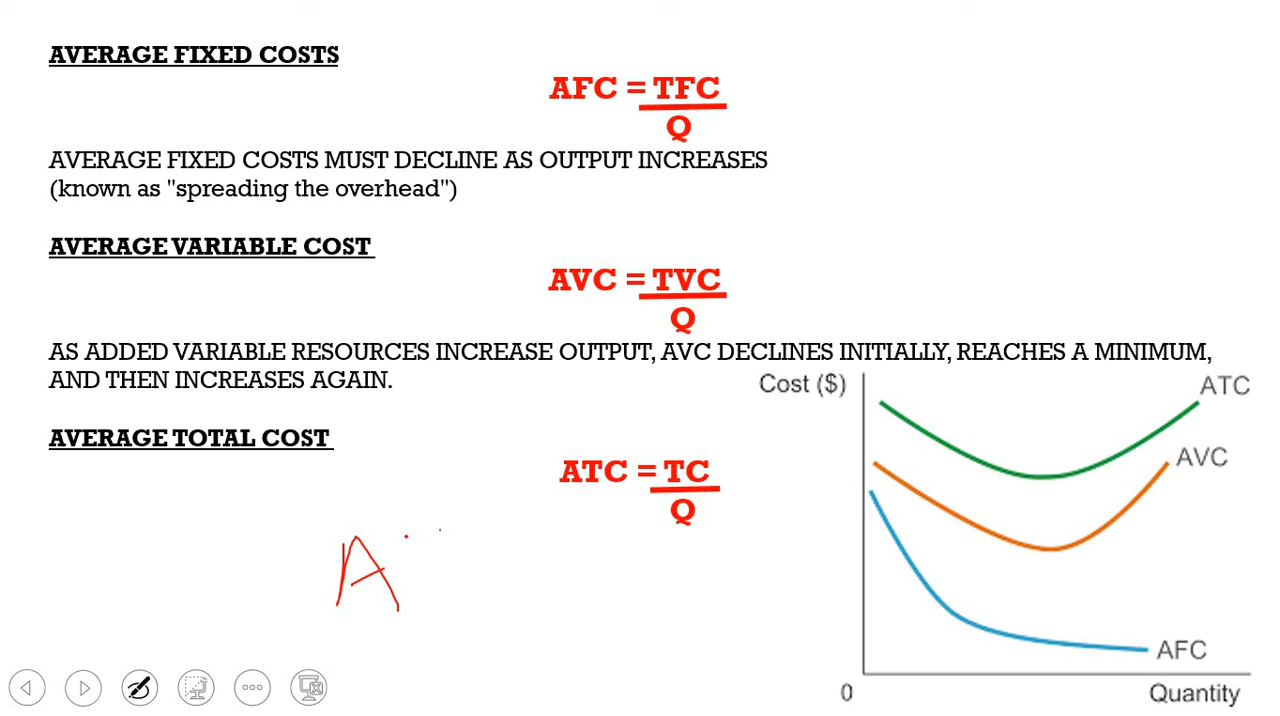 AVERAGE FIXED COSTS
AFC = TFC
Q
AVERAGE FIXED COSTS MUST DECLINE AS OUTPUT INCREASES
(known as "spreading the overhead")
AVERAGE VARIABLE COST
AVC = TVC
Q
AS ADDED VARIABLE RESOURCES INCREASE OUTPUT, AVC DECLINES INITIALLY, REACHES A MINIMUM,
AND THEN INCREASES AGAIN.
AVERAGE TOTAL COST
ATC = TC
Q
A
Cost ($)
ATC
AVC
AFC
0
Quantity